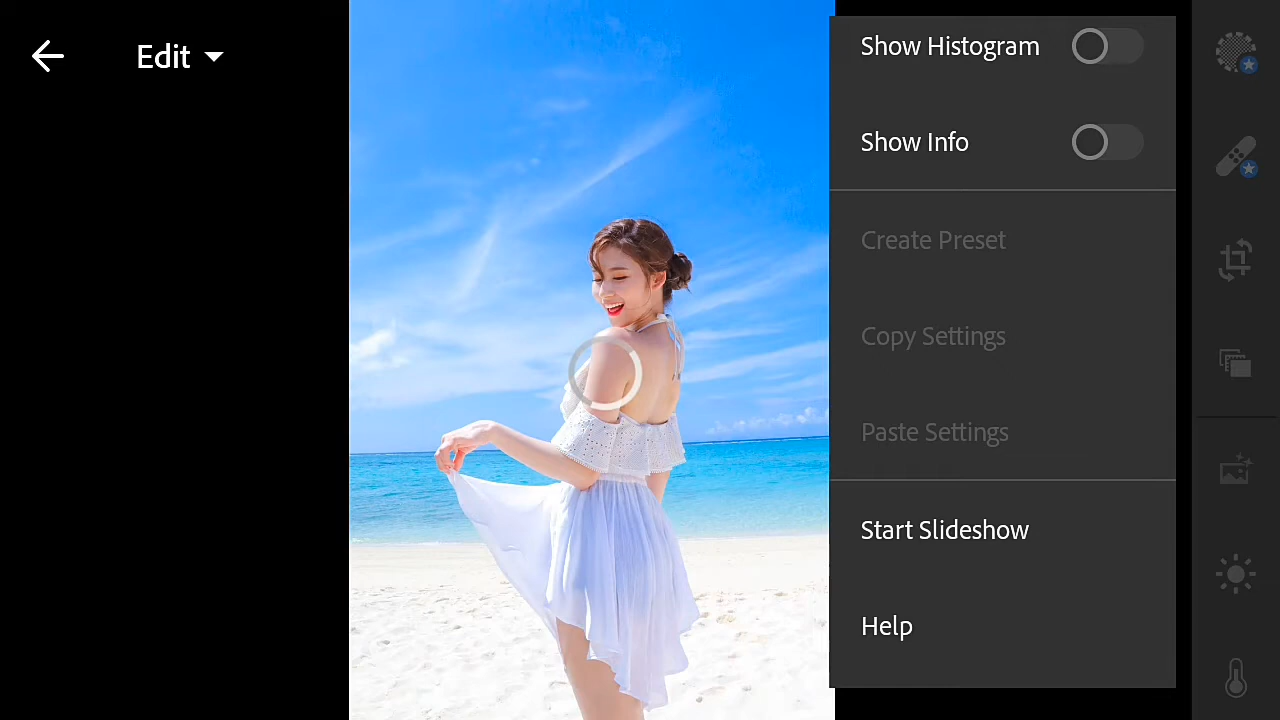 Edit
Show Histogram
Show Info
Create Preset
Copy Settings
Paste Settings
Start Slideshow
Help